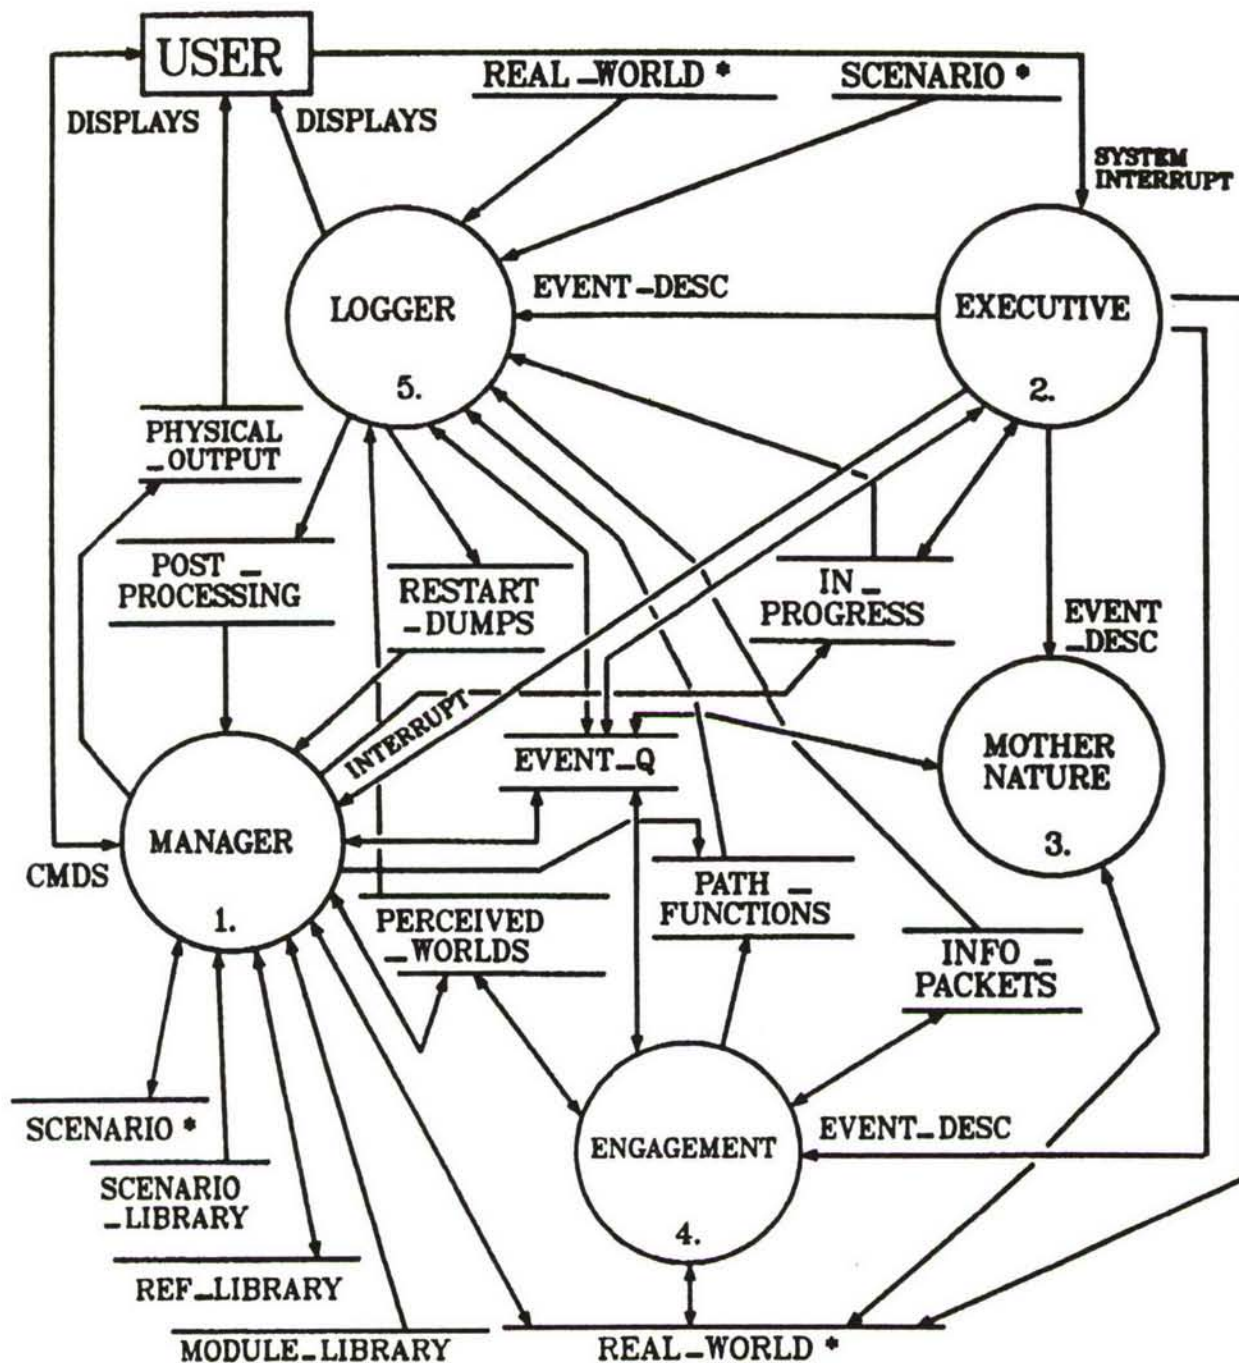 USER
REAL_WORLD *
SCENARIO *
DISPLAYS
DISPLAYS
SYSTEM
INTERRUPT
LOGGER
5.
EVENT_DESC
EXECUTIVE
2.
PHYSICAL
_OUTPUT
POST _
PROCESSING
RESTART
_DUMPS
IN _
PROGRESS
EVENT
_DESC
INTERRUPT
EVENT_Q
MOTHER
NATURE
3.
MANAGER
1.
CMDS
PERCEIVED
_WORLDS
PATH _
FUNCTIONS
INFO _
PACKETS
SCENARIO *
SCENARIO
_LIBRARY
REF_LIBRARY
MODULE_LIBRARY
ENGAGEMENT
4.
EVENT_DESC
REAL_WORLD *